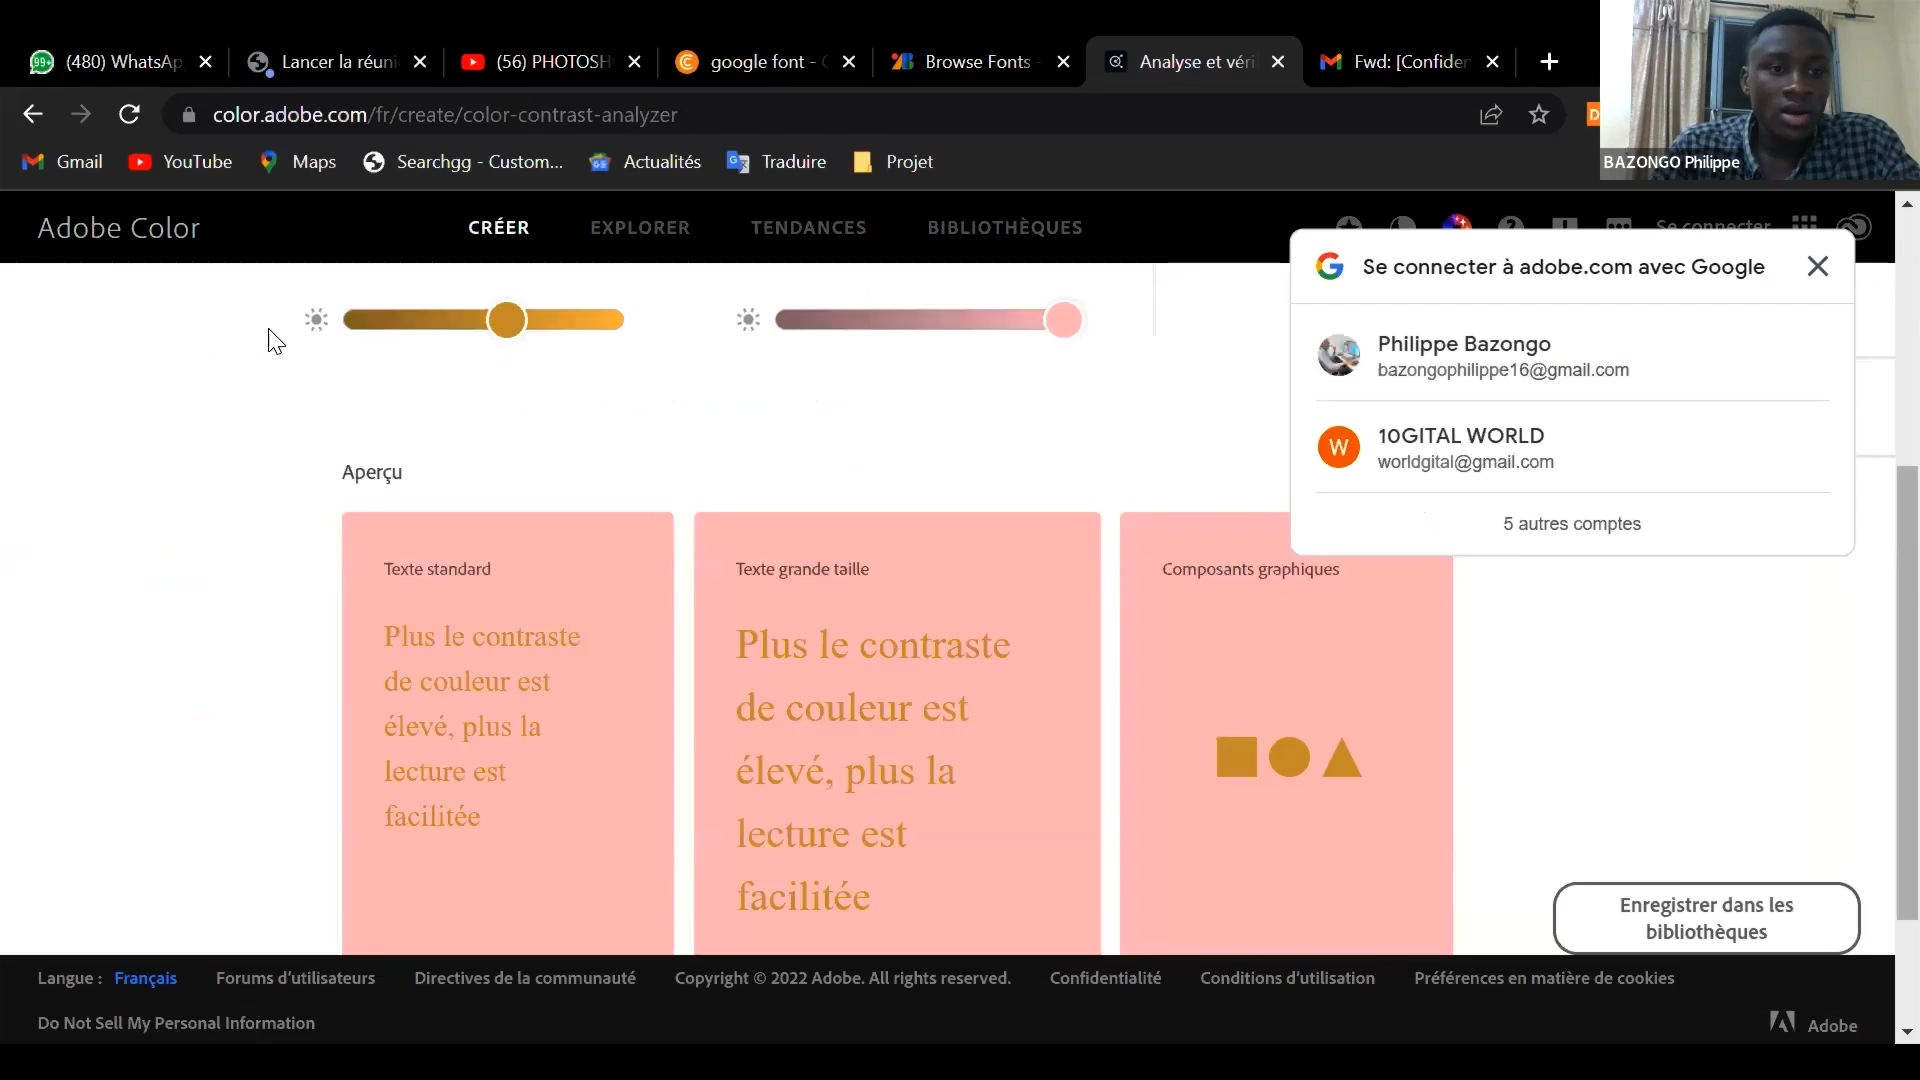 (480) WhatsAp
Lancer la réuni
(56) PHOTOSH
google font -
Browse Fonts -
Analyse et véri
Fwd: [Confiden
color.adobe.com/fr/create/color-contrast-analyzer
Gmail
YouTube
Maps
Searchgg - Custom...
Actualités
Traduire
Projet
BAZONGO Philippe
Adobe Color
CRÉER
EXPLORER
TENDANCES
BIBLIOTHÈQUES
Se connecter
Se connecter à adobe.com avec Google
Philippe Bazongo
bazongophilippe16@gmail.com
W
10GITAL WORLD
worldgital@gmail.com
5 autres comptes
Aperçu
Texte standard
Plus le contraste
de couleur est
élevé, plus la
lecture est
facilitée
Texte grande taille
Plus le contraste
de couleur est
élevé, plus la
lecture est
facilitée
Composants graphiques
Enregistrer dans les
bibliothèques
Langue : Français
Forums d'utilisateurs
Directives de la communauté
Copyright © 2022 Adobe. All rights reserved.
Confidentialité
Conditions d'utilisation
Préférences en matière de cookies
Do Not Sell My Personal Information
Adobe